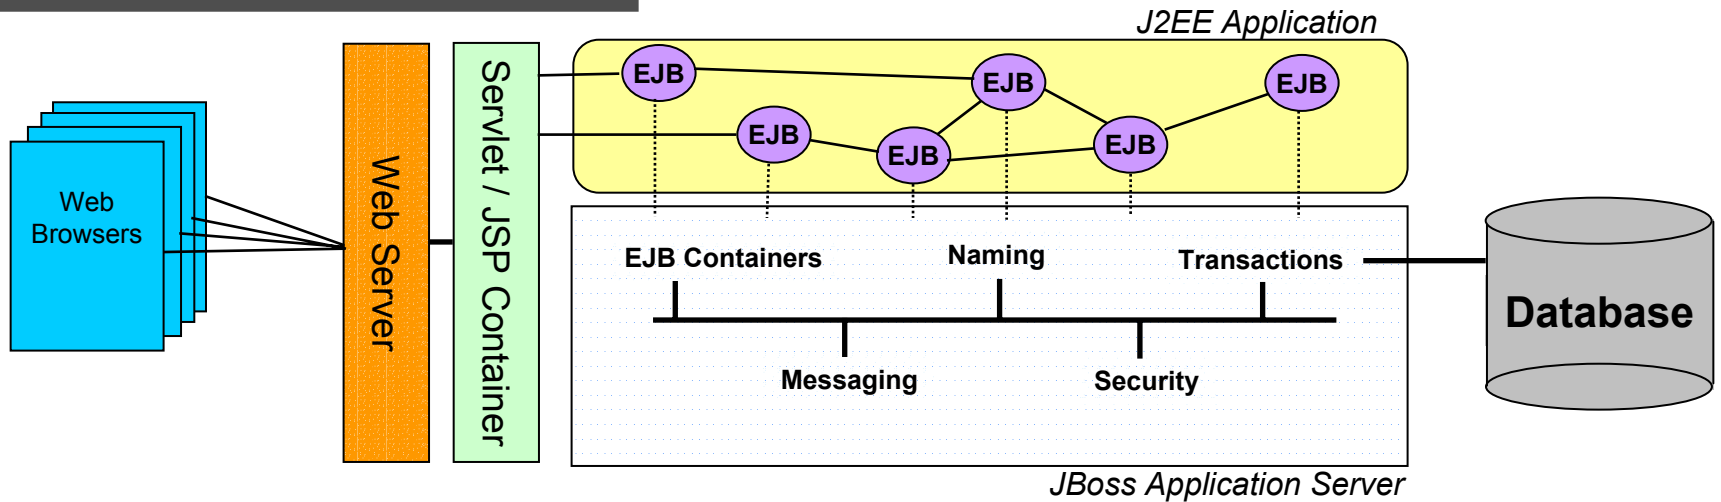 J2EE Application
EJB
EJB
EJB
EJB
EJB
EJB
Web
Browsers
Web Server
Servlet / JSP Container
EJB Containers
Naming
Transactions
Messaging
Security
Database
JBoss Application Server